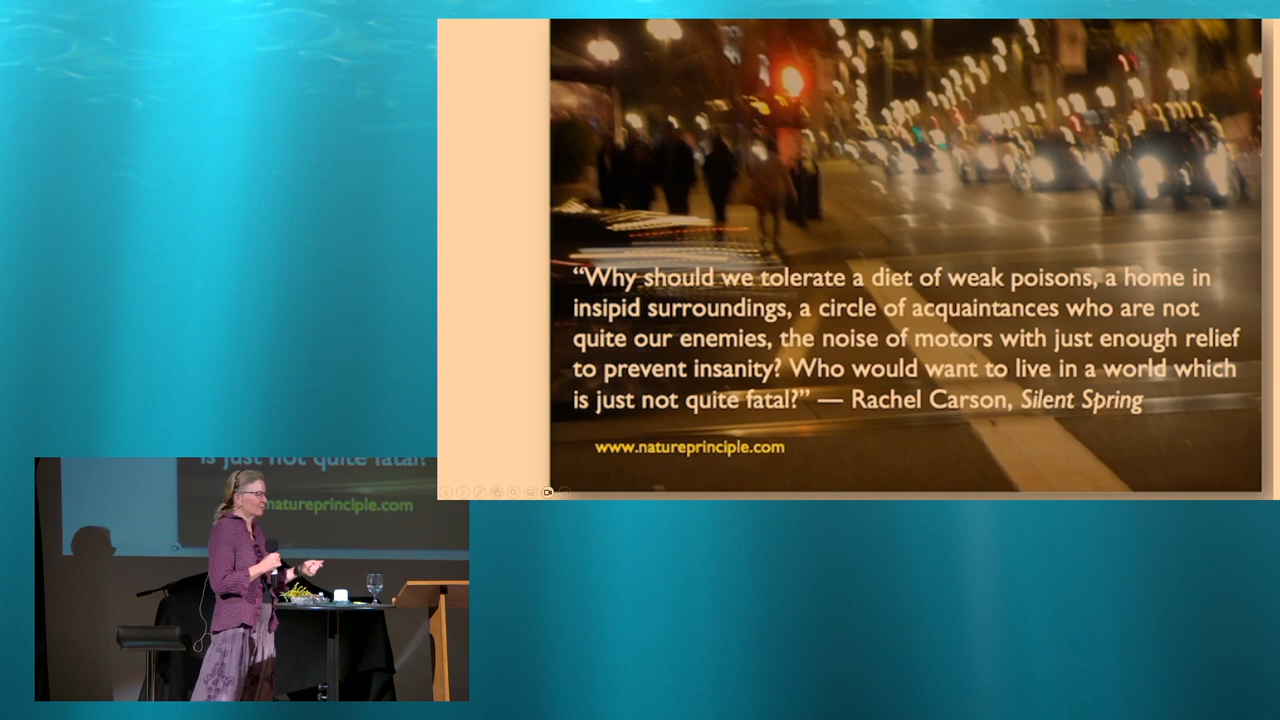 “Why should we tolerate a diet of weak poisons, a home in
insipid surroundings, a circle of acquaintances who are not
quite our enemies, the noise of motors with just enough relief
to prevent insanity? Who would want to live in a world which
is just not quite fatal?” — Rachel Carson, Silent Spring
www.natureprinciple.com
is just not quite fatal?
natureprinciple.com